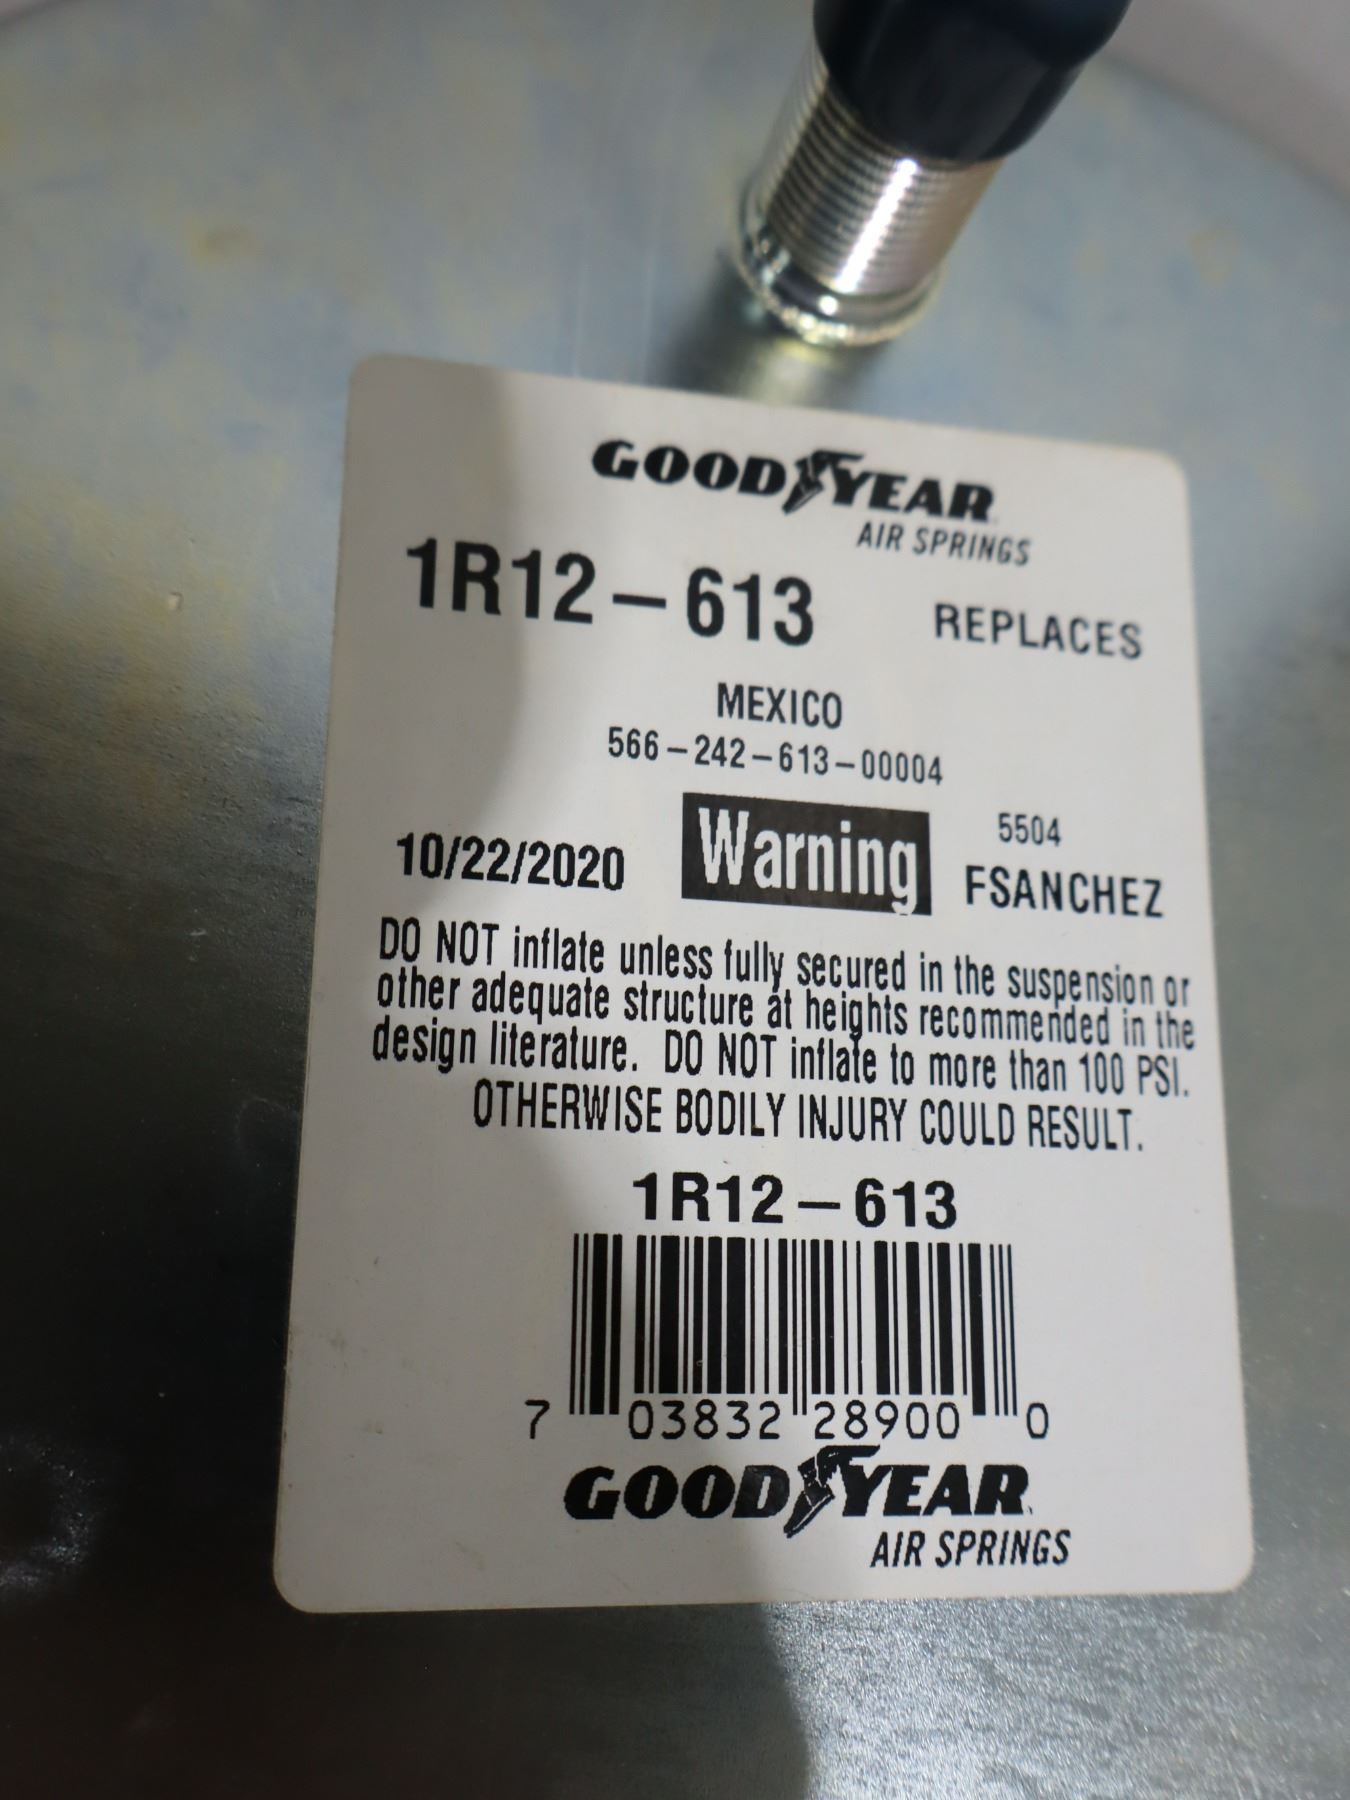 GOODYEAR
AIR SPRINGS
1R12-613 REPLACES
MEXICO
566-242-613-00004
5504
10/22/2020 Warning FSANCHEZ
DO NOT inflate unless fully secured in the suspension or
other adequate structure at heights recommended in the
design literature. DO NOT inflate to more than 100 PSI.
OTHERWISE BODILY INJURY COULD RESULT.
1R12-613
7 03832 28900 0
GOODYEAR
AIR SPRINGS